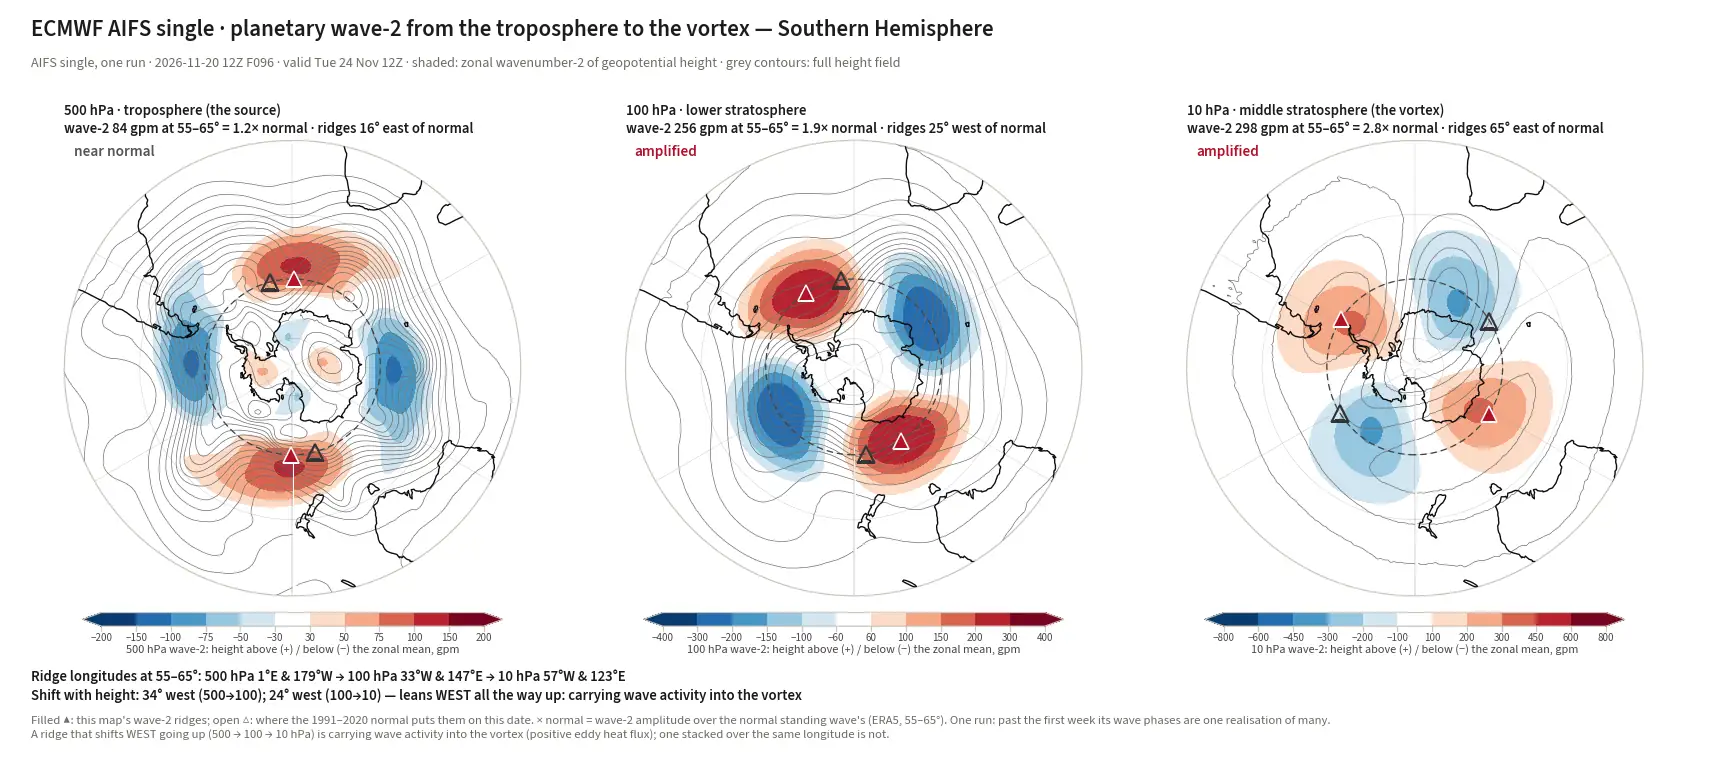 ECMWF AIFS single · planetary wave-2 from the troposphere to the vortex — Southern Hemisphere
AIFS single, one run · 2026-11-20 12Z F096 · valid Tue 24 Nov 12Z · shaded: zonal wavenumber-2 of geopotential height · grey contours: full height field
500 hPa · troposphere (the source)
wave-2 84 gpm at 55–65° = 1.2× normal · ridges 16° east of normal
near normal
100 hPa · lower stratosphere
wave-2 256 gpm at 55–65° = 1.9× normal · ridges 25° west of normal
amplified
10 hPa · middle stratosphere (the vortex)
wave-2 298 gpm at 55–65° = 2.8× normal · ridges 65° east of normal
amplified
−200 −150 −100 −75 −50 −30 30 50 75 100 150 200
500 hPa wave-2: height above (+) / below (−) the zonal mean, gpm
−400 −300 −200 −150 −100 −60 60 100 150 200 300 400
100 hPa wave-2: height above (+) / below (−) the zonal mean, gpm
−800 −600 −450 −300 −200 −100 100 200 300 450 600 800
10 hPa wave-2: height above (+) / below (−) the zonal mean, gpm
Ridge longitudes at 55–65°: 500 hPa 1°E & 179°W → 100 hPa 33°W & 147°E → 10 hPa 57°W & 123°E
Shift with height: 34° west (500→100); 24° west (100→10) — leans WEST all the way up: carrying wave activity into the vortex
Filled ▲: this map's wave-2 ridges; open △: where the 1991–2020 normal puts them on this date. × normal = wave-2 amplitude over the normal standing wave's (ERA5, 55–65°). One run: past the first week its wave phases are one realisation of many.
A ridge that shifts WEST going up (500 → 100 → 10 hPa) is carrying wave activity into the vortex (positive eddy heat flux); one stacked over the same longitude is not.